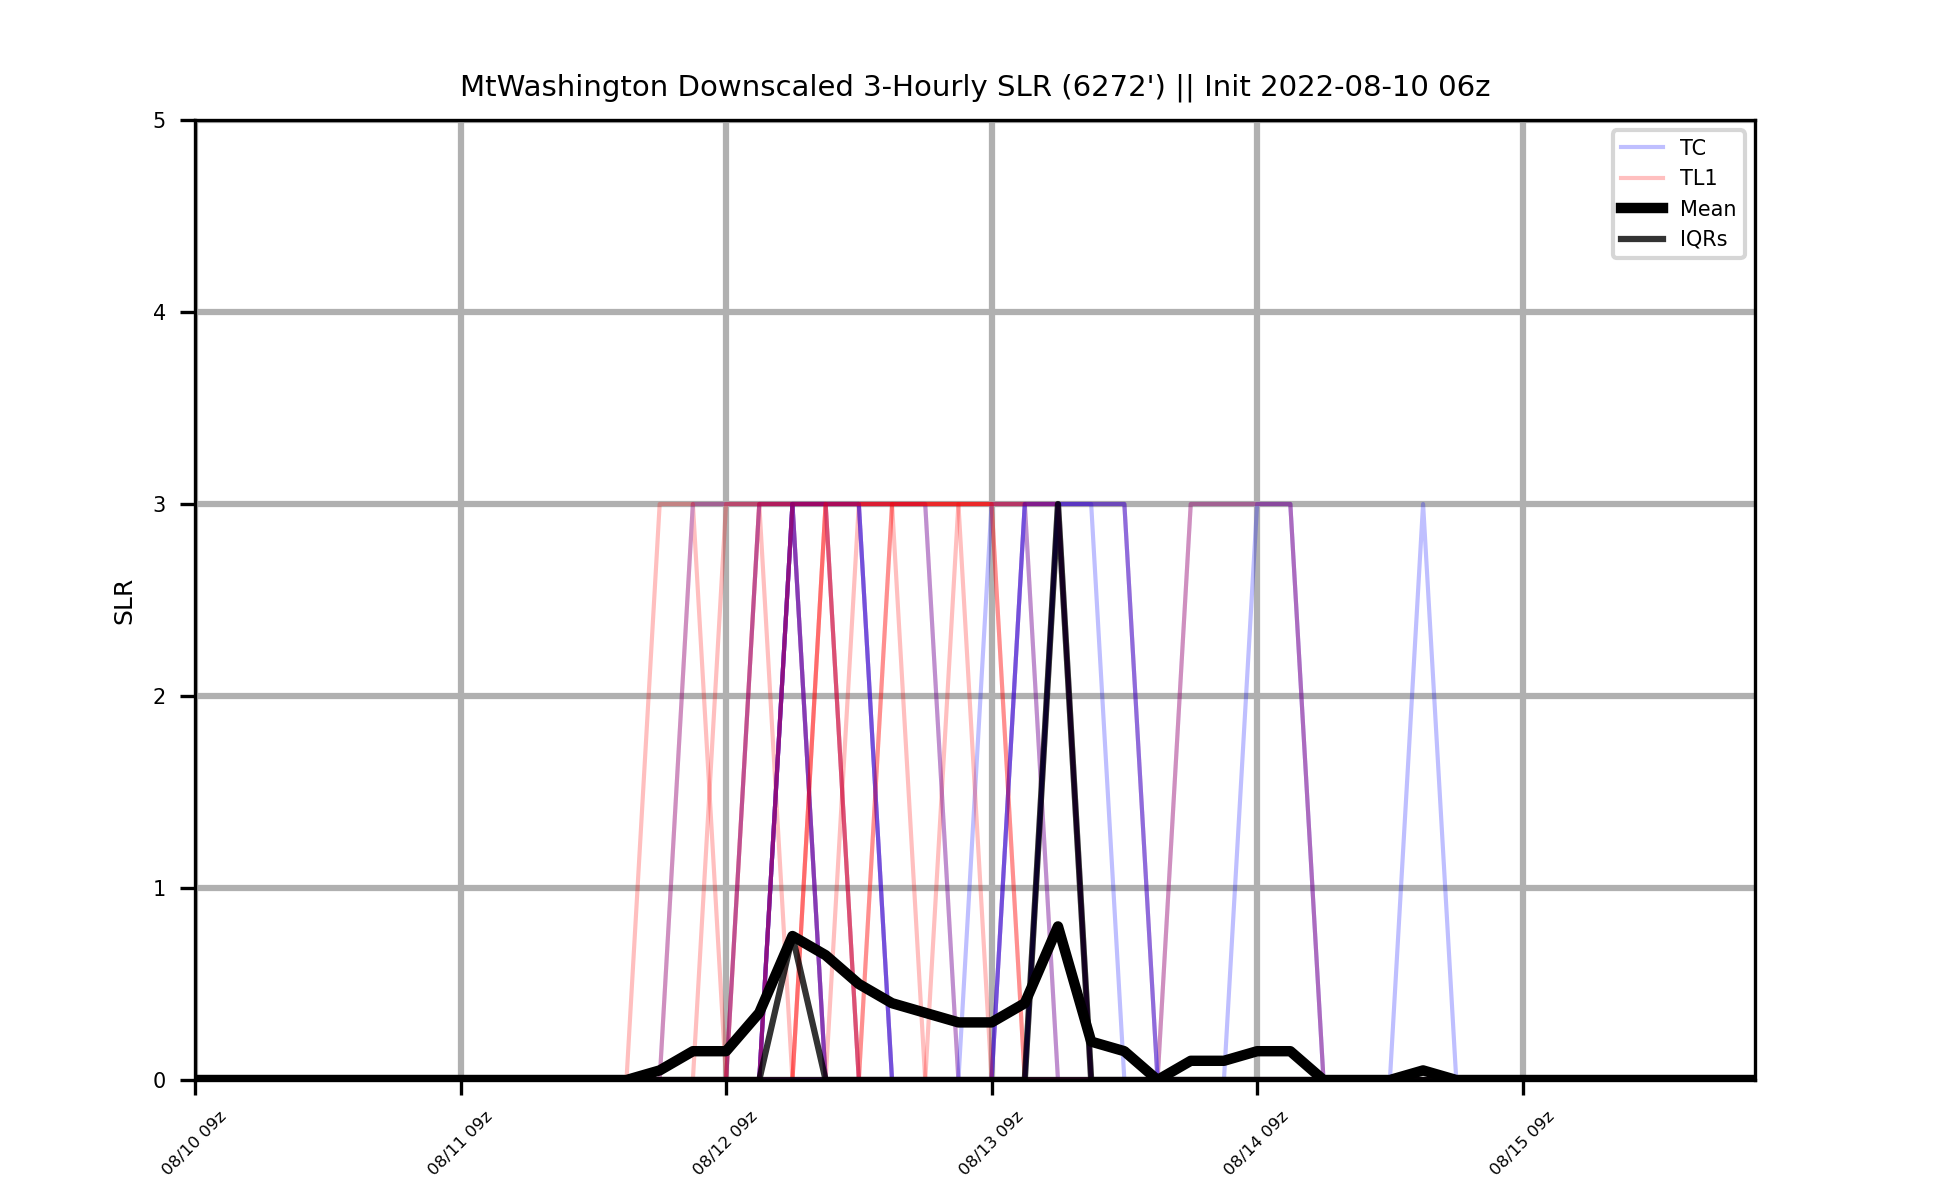 MtWashington Downscaled 3-Hourly SLR (6272') || Init 2022-08-10 06z
5
4
3
2
1
0
SLR
TC
TL1
Mean
IQRs
08/10 09z
08/11 09z
08/12 09z
08/13 09z
08/14 09z
08/15 09z